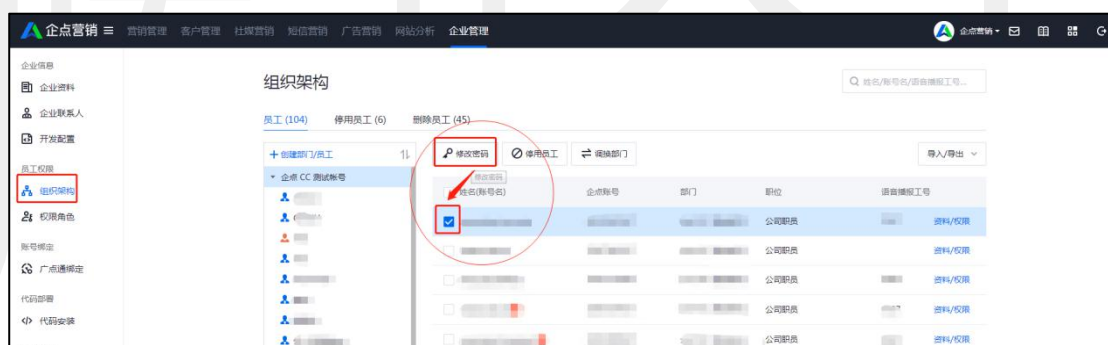 企点营销 营销管理 客户管理 社媒营销 短信营销 广告营销 网站分析 企业管理 企点营销
企业信息
企业资料
企业联系人
开发配置
员工权限
组织架构
权限角色
账号绑定
广点通绑定
代码部署
代码安装
组织架构
姓名/账号名/语音播报工号...
员工 (104) 停用员工 (6) 删除员工 (45)
+ 创建部门/员工
企点 CC 测试帐号
修改密码 停用员工 调换部门 导入/导出
修改密码
姓名(账号名) 企点账号 部门 职位 语音播报工号
公司职员 资料/权限
公司职员 资料/权限
公司职员 资料/权限
公司职员 资料/权限
公司职员 资料/权限